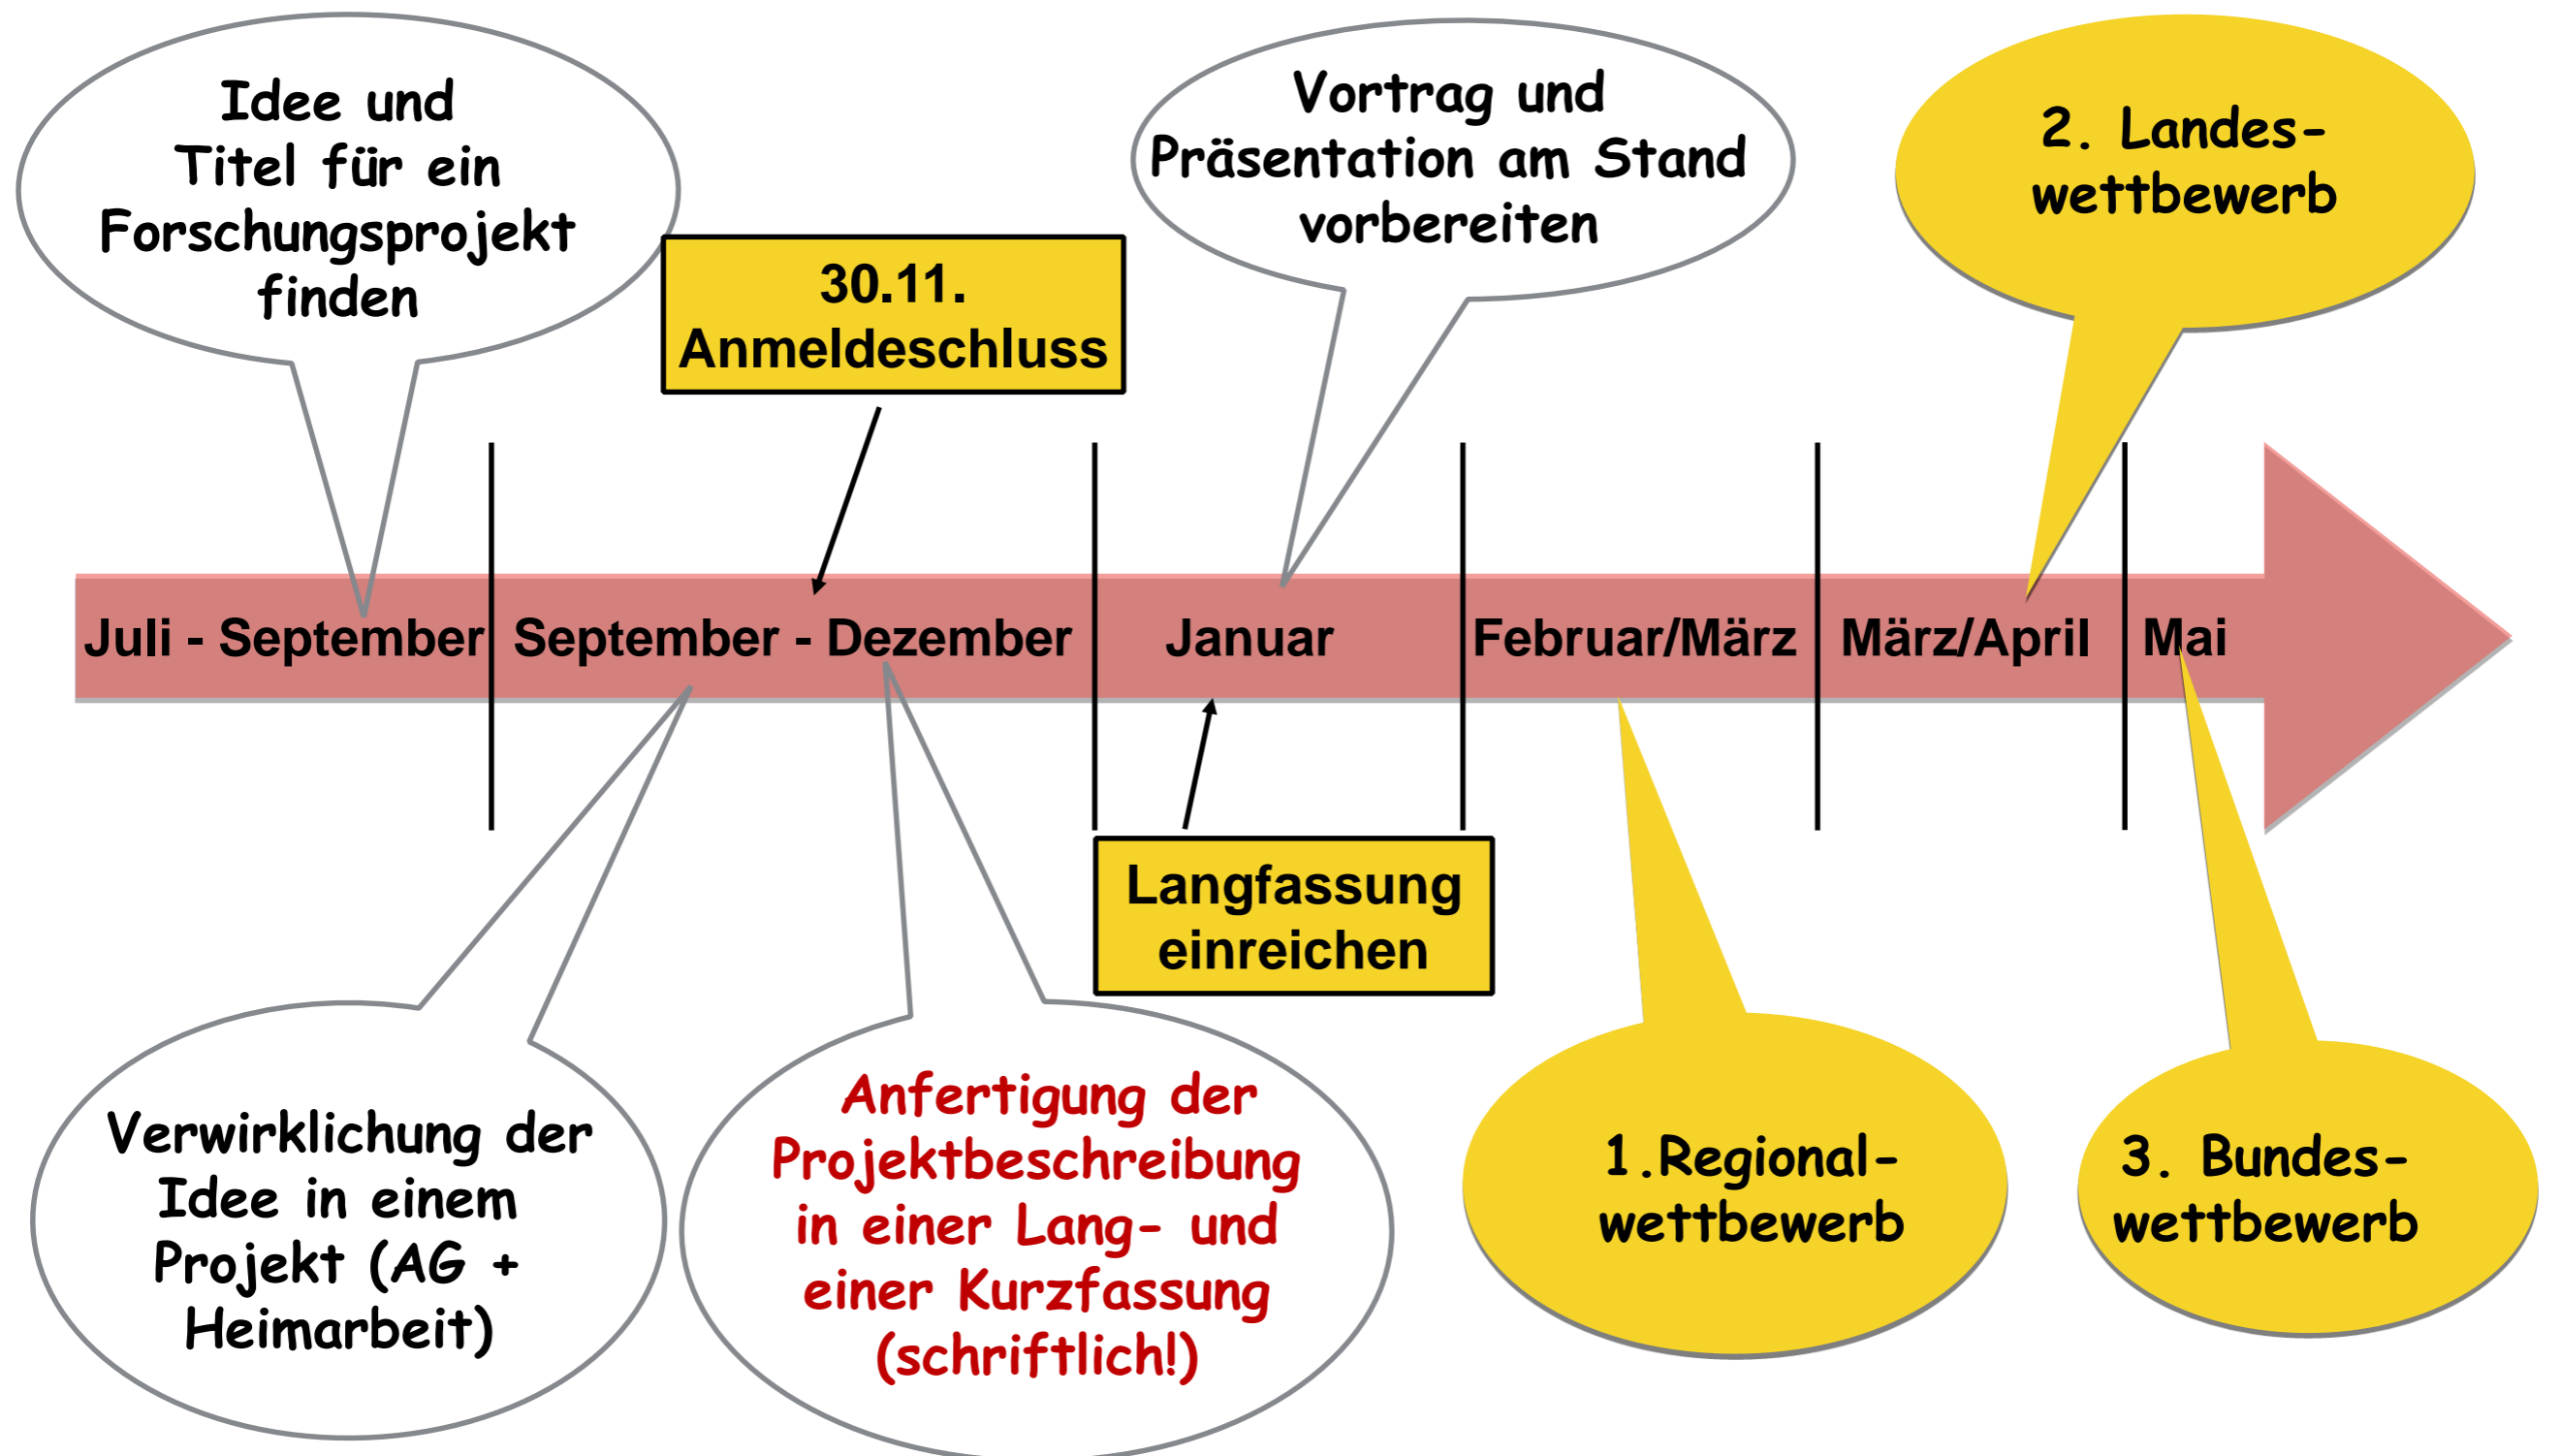 Idee und
Titel für ein
Forschungsprojekt
finden
30.11.
Anmeldeschluss
Vortrag und
Präsentation am Stand
vorbereiten
2. Landes-
wettbewerb
Juli - September
September - Dezember
Januar
Februar/März
März/April
Mai
Langfassung
einreichen
Verwirklichung der
Idee in einem
Projekt (AG +
Heimarbeit)
Anfertigung der
Projektbeschreibung
in einer Lang- und
einer Kurzfassung
(schriftlich!)
1.Regional-
wettbewerb
3. Bundes-
wettbewerb